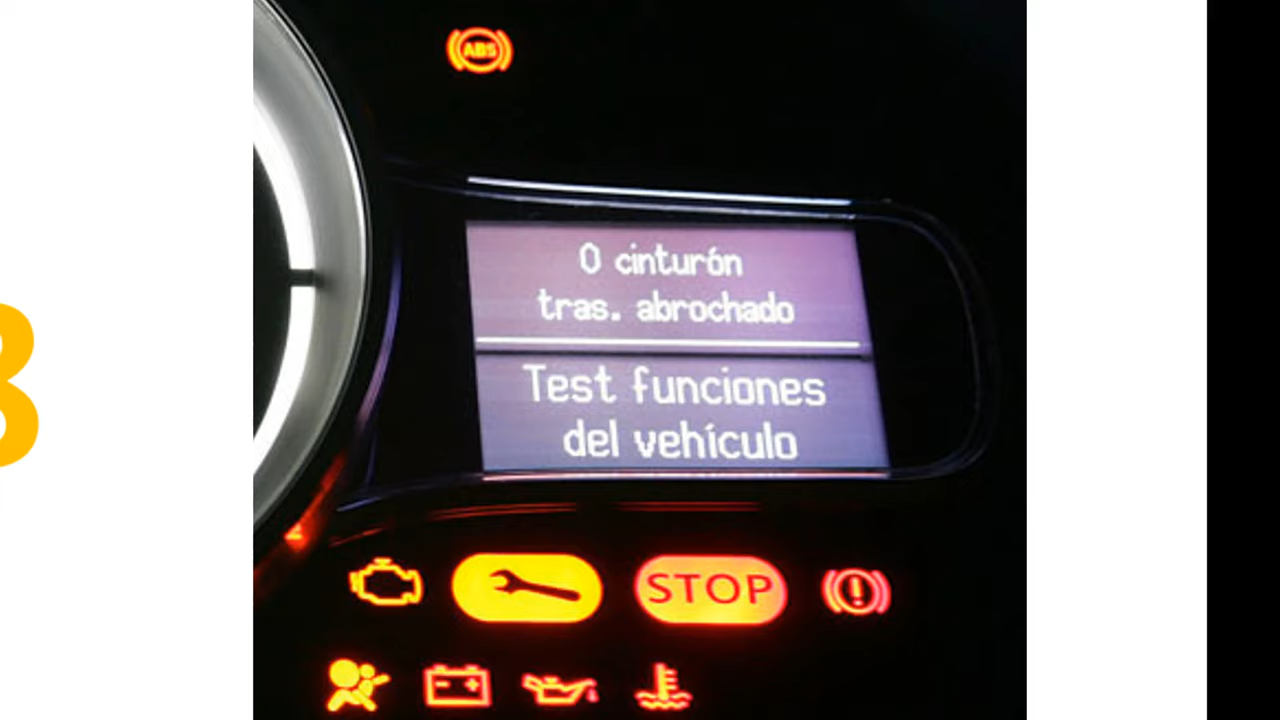 ABS
0 cinturón
tras. abrochado
Test funciones
del vehículo
STOP